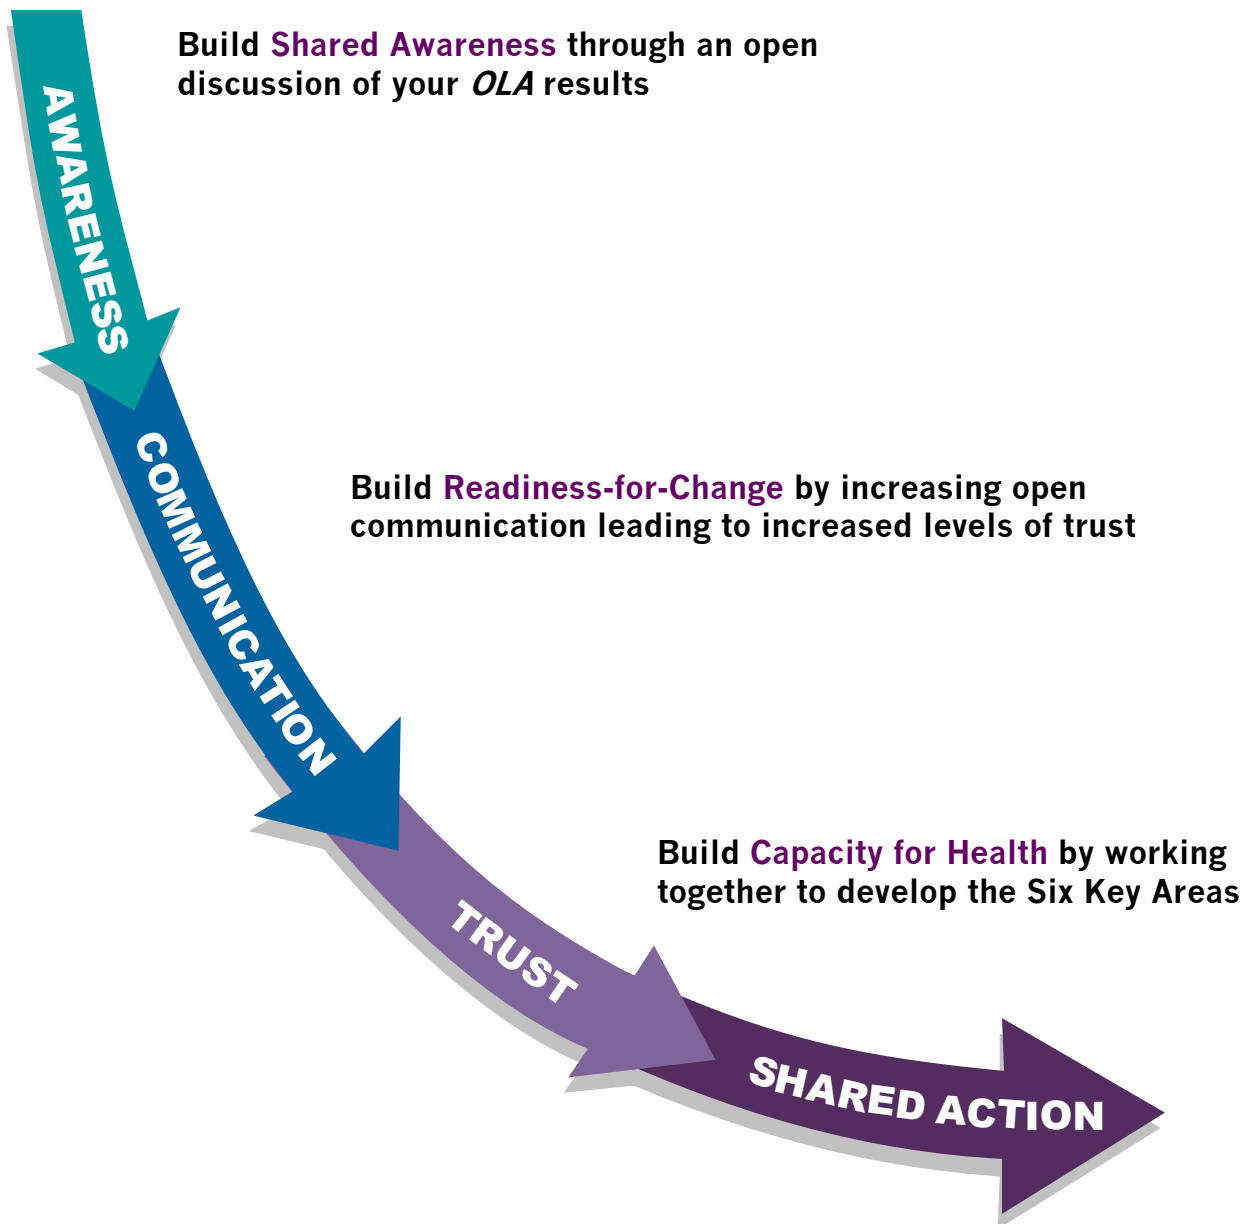 Build Shared Awareness through an open
discussion of your OLA results
AWARENESS
COMMUNICATION
Build Readiness-for-Change by increasing open
communication leading to increased levels of trust
Build Capacity for Health by working
together to develop the Six Key Areas
TRUST
SHARED ACTION